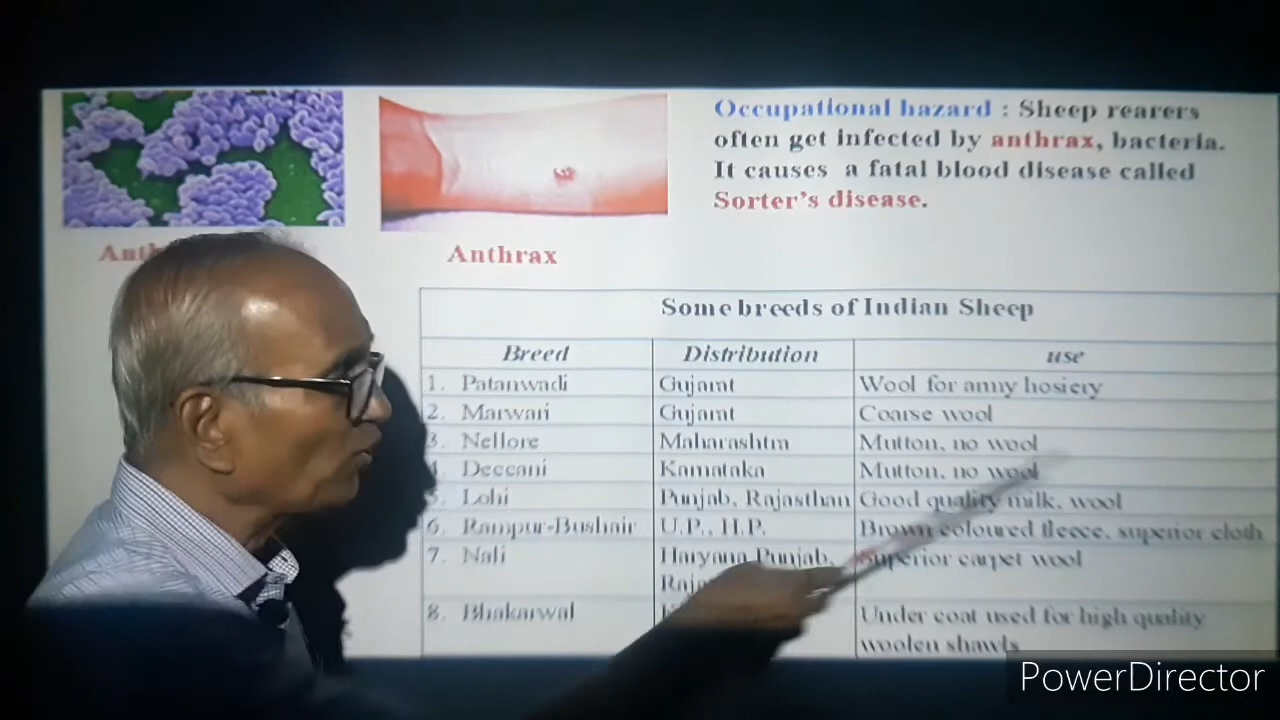 Occupational hazard : Sheep rearers
often get infected by anthrax, bacteria.
It causes a fatal blood disease called
Sorter's disease.
Anthrax
Some breeds of Indian Sheep
Breed Distribution use
1. Patanwadi Gujarat Wool for army hosiery
2. Marwari Gujarat Coarse wool
3. Nellore Maharashtra Mutton, no wool
4. Deccani Karnataka Mutton, no wool
5. Lohi Punjab, Rajasthan Good quality milk, wool
6. Rampur-Bushair U.P., H.P. Brown coloured fleece, superior cloth
7. Nali Haryana Punjab, Superior carpet wool
8. Bhakarwal Under coat used for high quality
woolen shawls
PowerDirector